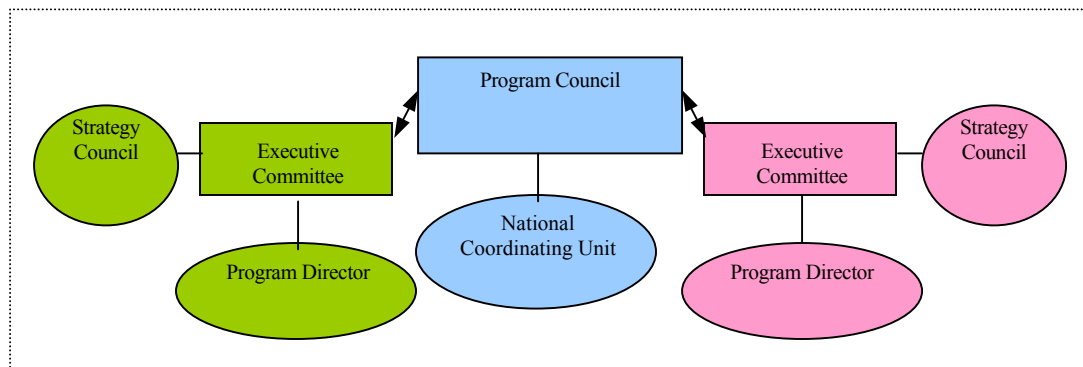 Program Council
Strategy
Council
Executive
Committee
Executive
Committee
Strategy
Council
National
Coordinating Unit
Program Director
Program Director